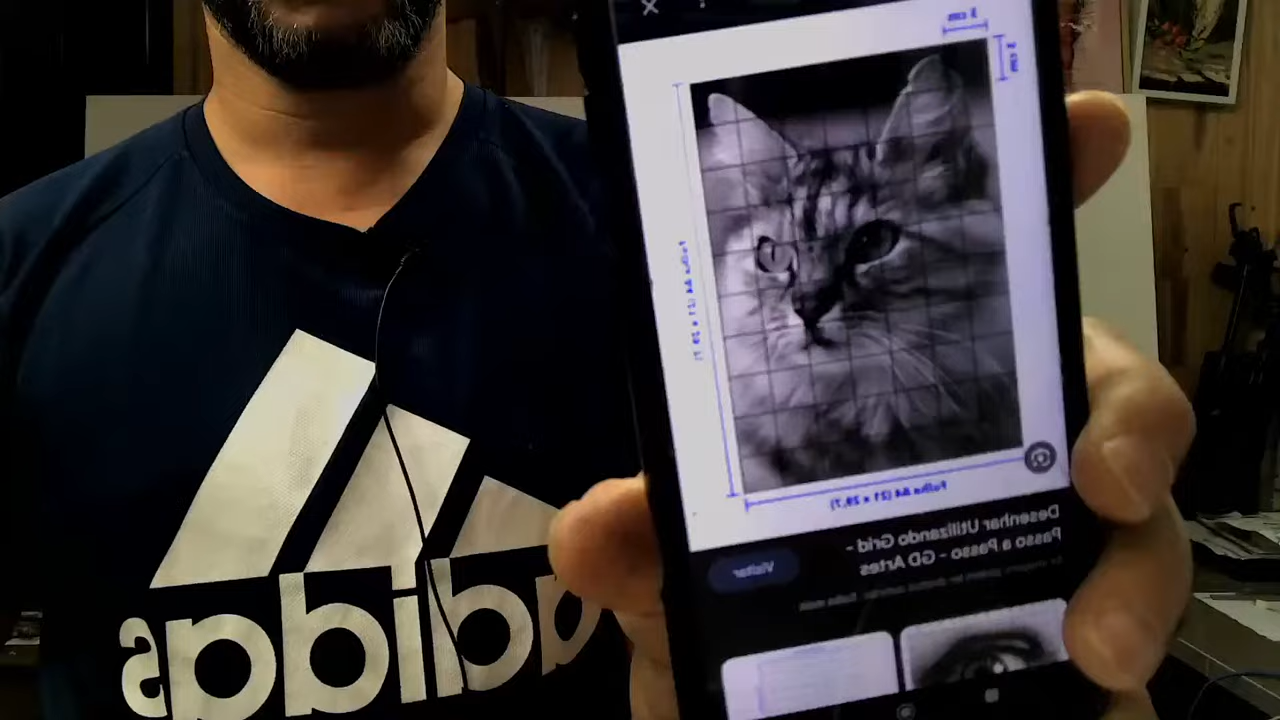 3 cm
2 cm
Folha A4 (21 x 29,7)
Folha A4 (21 x 29,7)
Desenhar Utilizando Grid -
Passo a Passo - GD Artes
Visitar
adidas